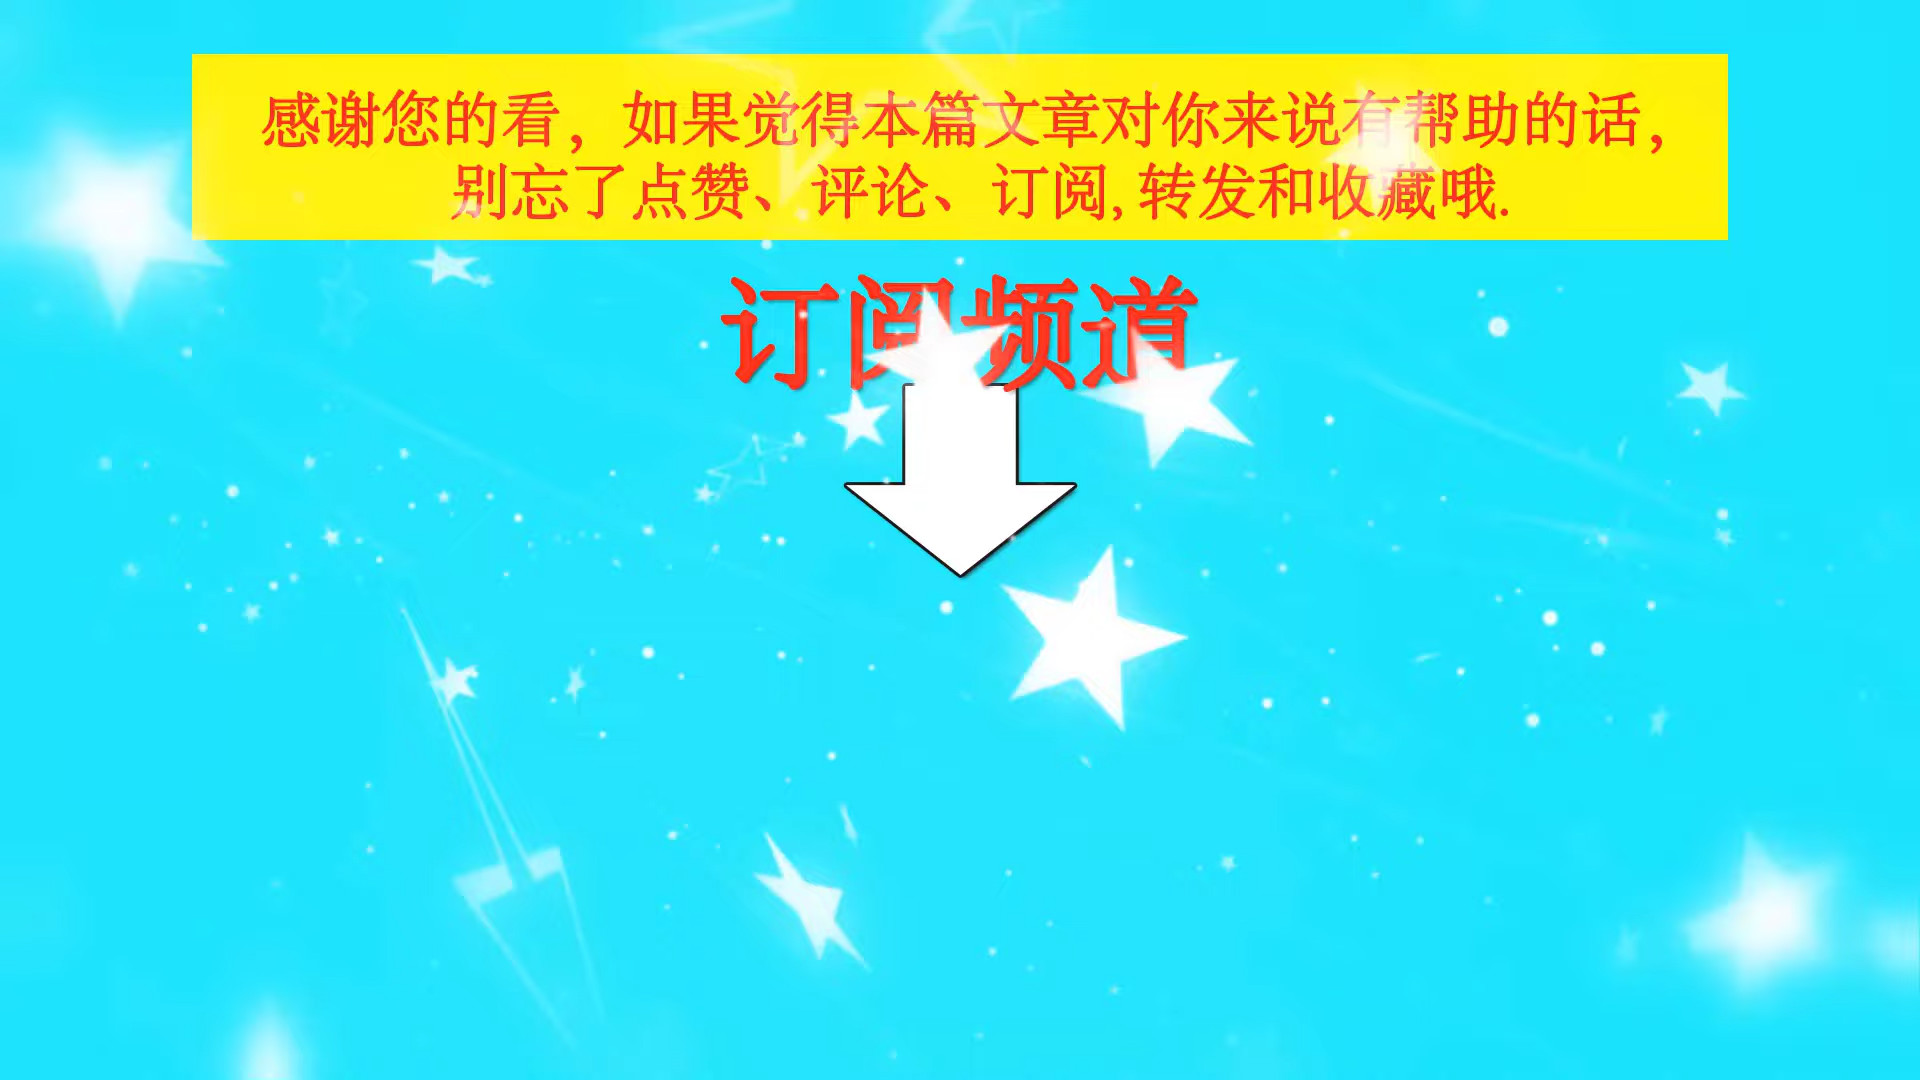 感谢您的看，如果觉得本篇文章对你来说有帮助的话，
别忘了点赞、评论、订阅,转发和收藏哦.
订阅频道